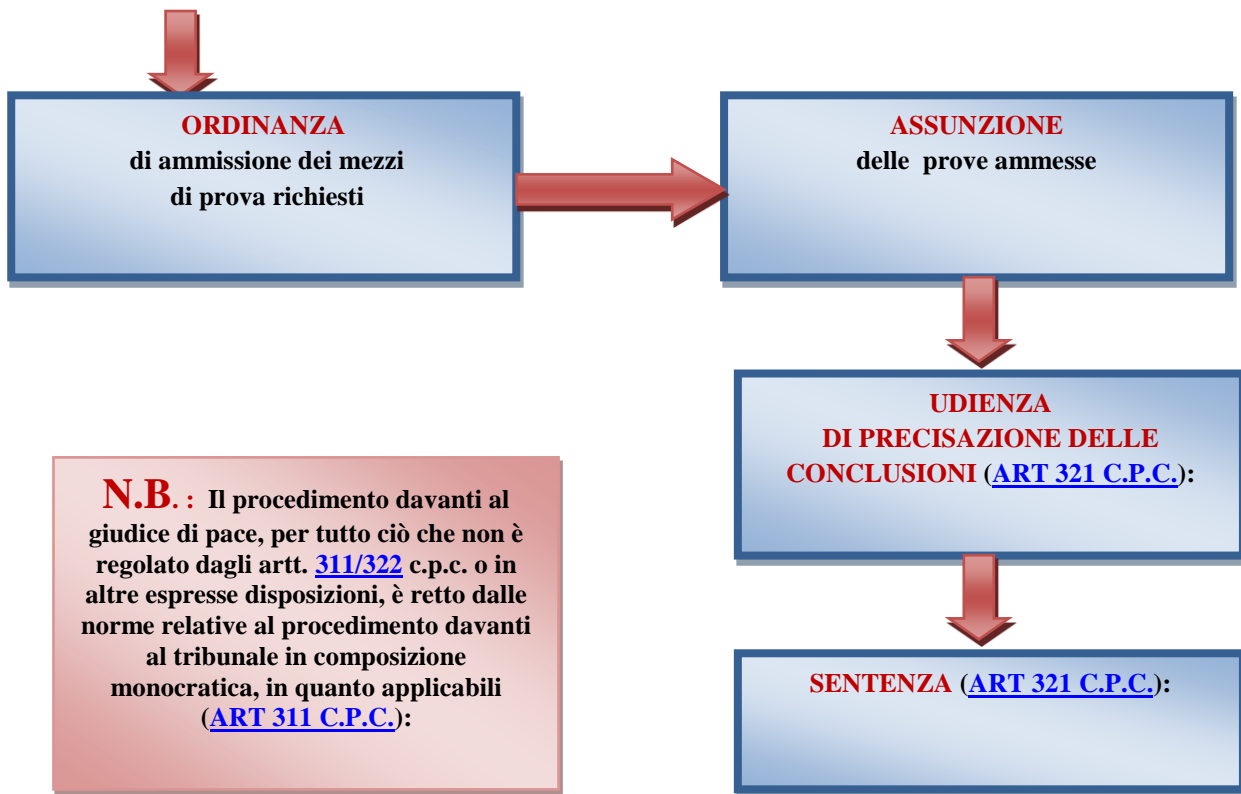 ORDINANZA
di ammissione dei mezzi
di prova richiesti
ASSUNZIONE
delle prove ammesse
UDIENZA
DI PRECISAZIONE DELLE
CONCLUSIONI (ART 321 C.P.C.):
N.B. : Il procedimento davanti al
giudice di pace, per tutto ciò che non è
regolato dagli artt. 311/322 c.p.c. o in
altre espresse disposizioni, è retto dalle
norme relative al procedimento davanti
al tribunale in composizione
monocratica, in quanto applicabili
(ART 311 C.P.C.):
SENTENZA (ART 321 C.P.C.):